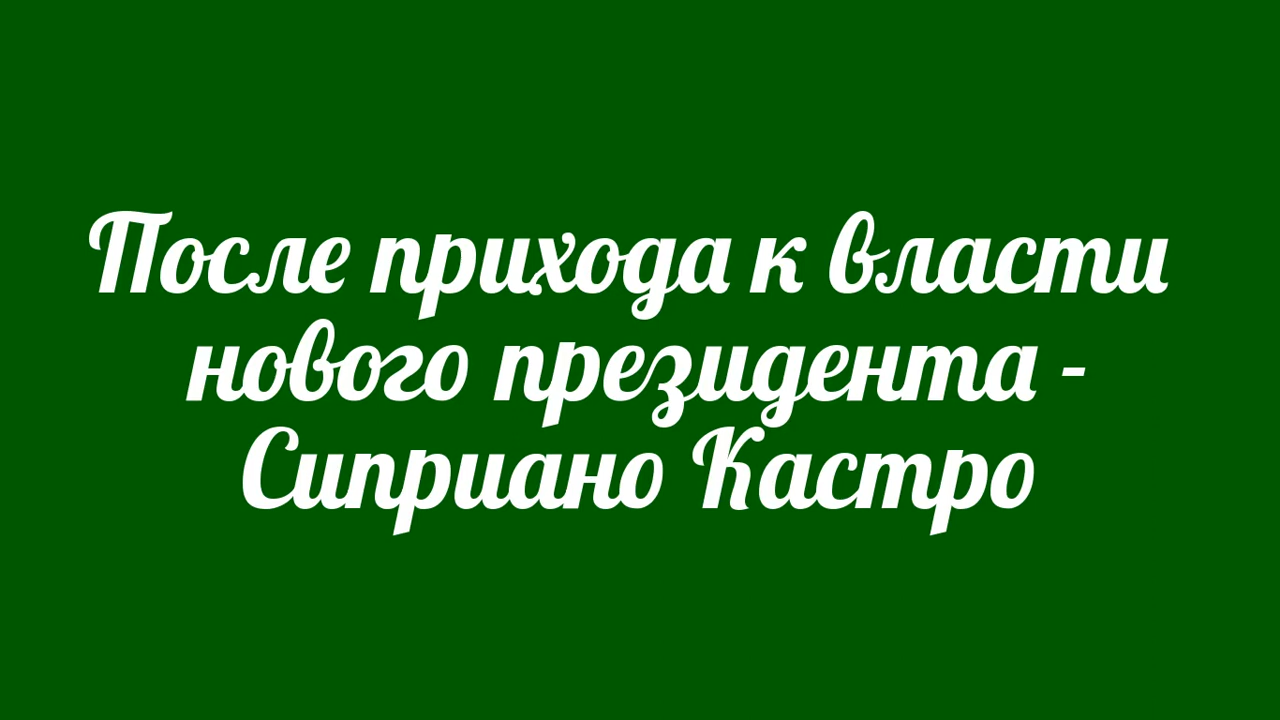 После прихода к власти
нового президента -
Сиприано Кастро